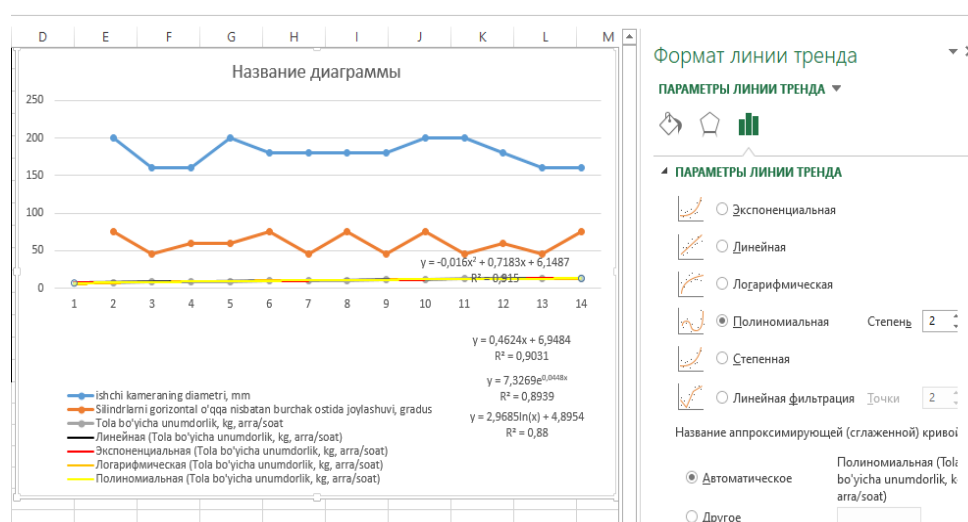 D E F G H I J K L M
Название диаграммы
250
200
150
100
50
0
1 2 3 4 5 6 7 8 9 10 11 12 13 14
y = -0,016x² + 0,7183x + 6,1487
R² = 0,915
y = 0,4624x + 6,9484
R² = 0,9031
y = 7,3269e^0,0448x
R² = 0,8939
y = 2,9685ln(x) + 4,8954
R² = 0,88
ishchi kameraning diametri, mm
Silindrlarni gorizontal o'qqa nisbatan burchak ostida joylashuvi, gradus
Tola bo'yicha unumdorlik, kg, arra/soat
Линейная (Tola bo'yicha unumdorlik, kg, arra/soat)
Экспоненциальная (Tola bo'yicha unumdorlik, kg, arra/soat)
Логарифмическая (Tola bo'yicha unumdorlik, kg, arra/soat)
Полиномиальная (Tola bo'yicha unumdorlik, kg, arra/soat)
Формат линии тренда
ПАРАМЕТРЫ ЛИНИИ ТРЕНДА
ПАРАМЕТРЫ ЛИНИИ ТРЕНДА
Экспоненциальная
Линейная
Логарифмическая
Полиномиальная Степень 2
Степенная
Линейная фильтрация Точки 2
Название аппроксимирующей (сглаженной) кривой
Автоматическое
Полиномиальная (Tola
bo'yicha unumdorlik, k
arra/soat)
Другое